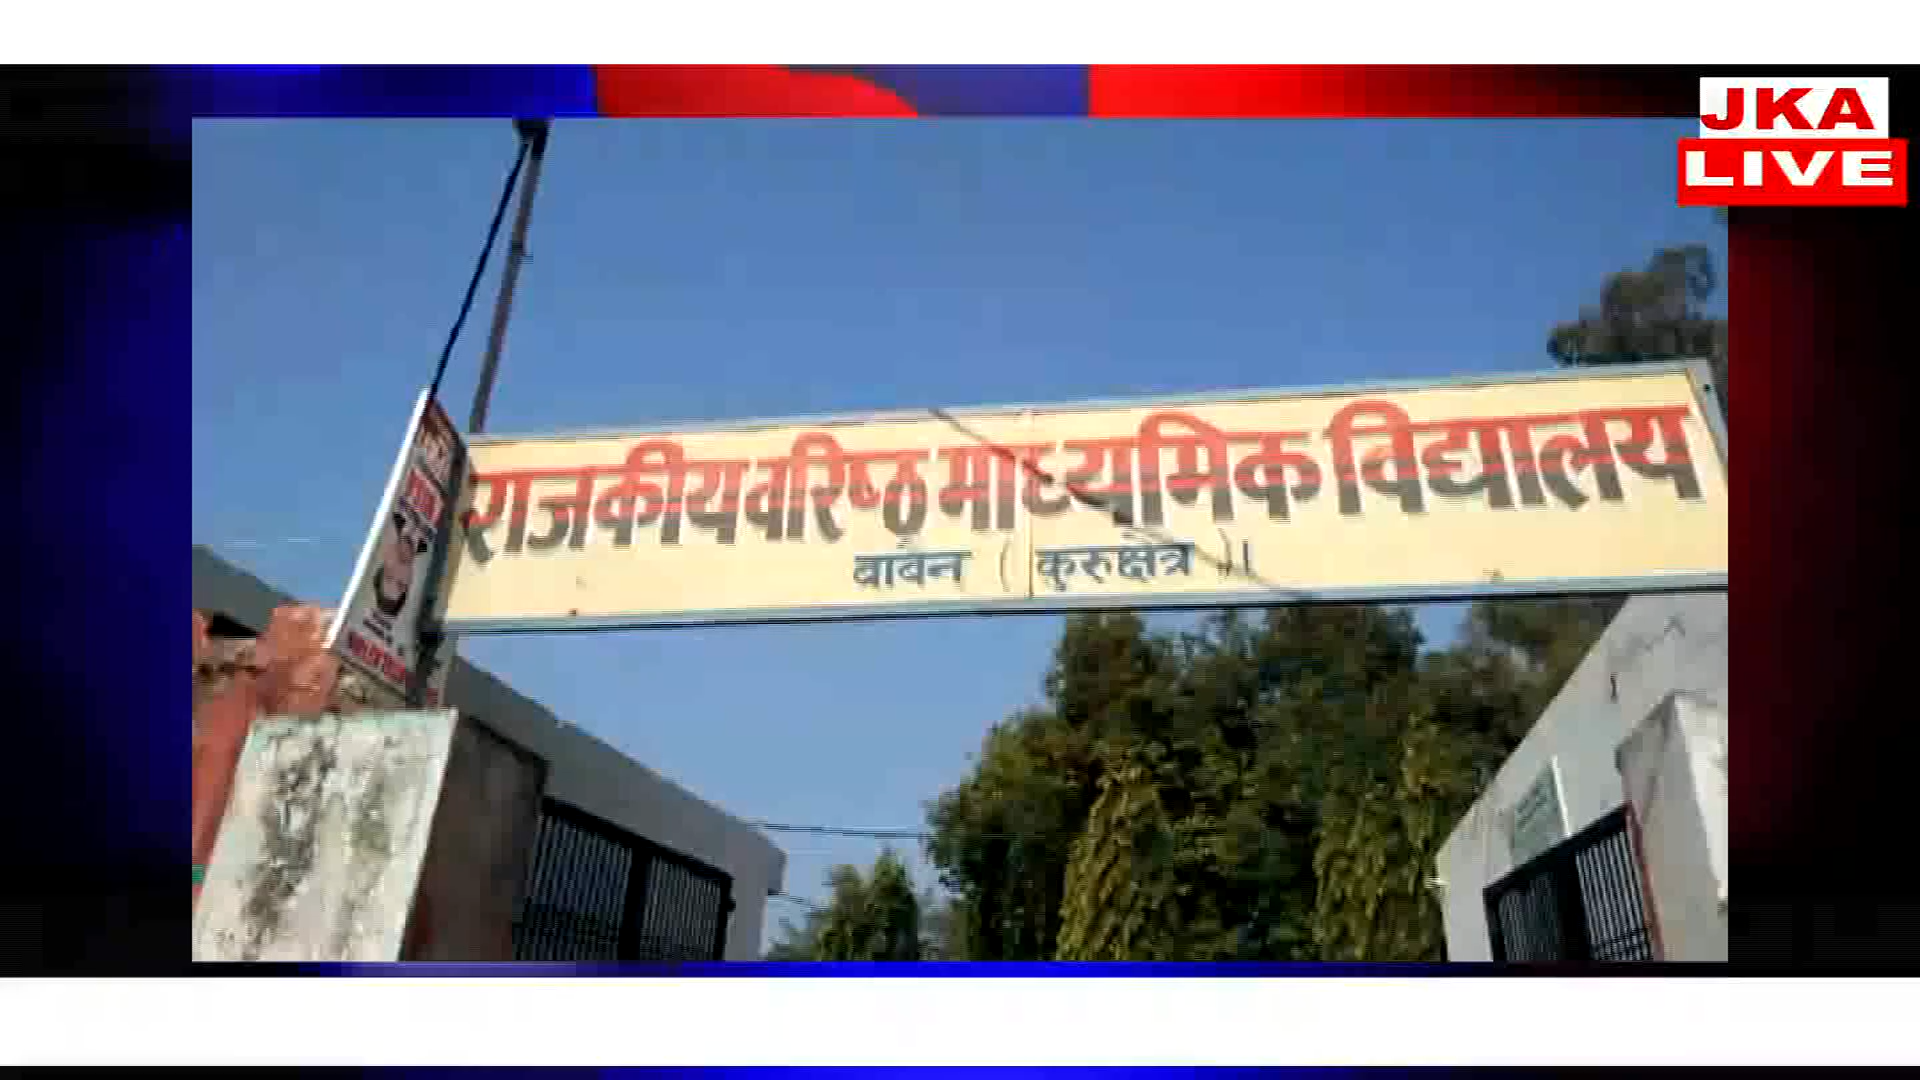 JKA
LIVE
राजकीय वरिष्ठ माध्यमिक विद्यालय
बाबैन ( कुरुक्षेत्र )